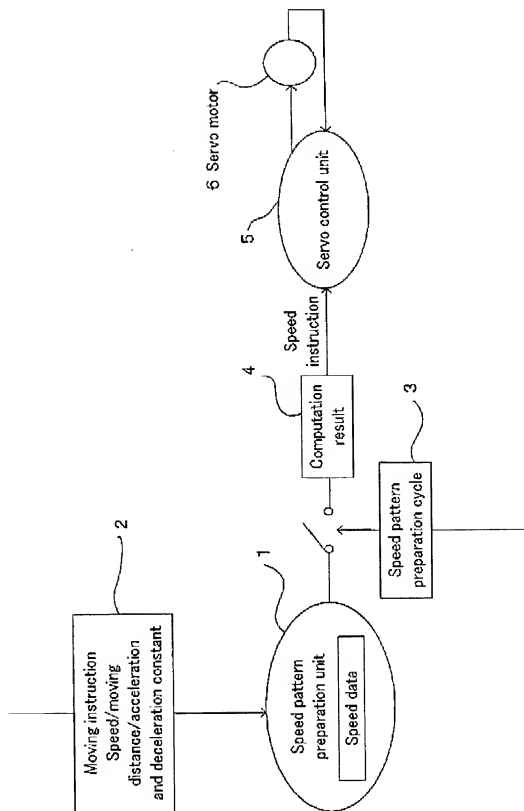 2
Moving instruction
Speed/moving
distance/acceleration
and deceleration constant
1
Speed pattern
preparation unit
Speed data
3
Speed pattern
preparation cycle
4
Computation
result
Speed
instruction
5
Servo control unit
6 Servo motor